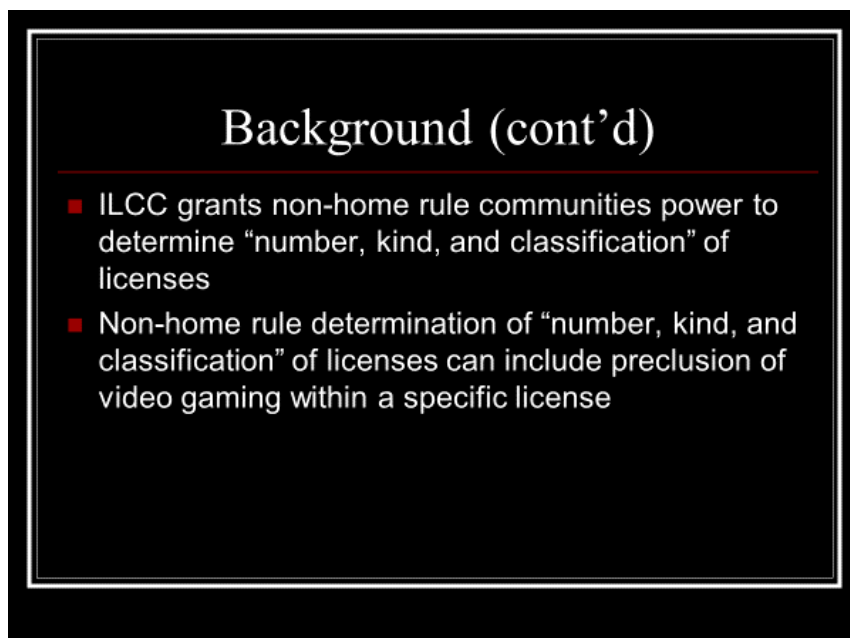 Background (cont’d)
ILCC grants non-home rule communities power to
determine “number, kind, and classification” of
licenses
Non-home rule determination of “number, kind, and
classification” of licenses can include preclusion of
video gaming within a specific license